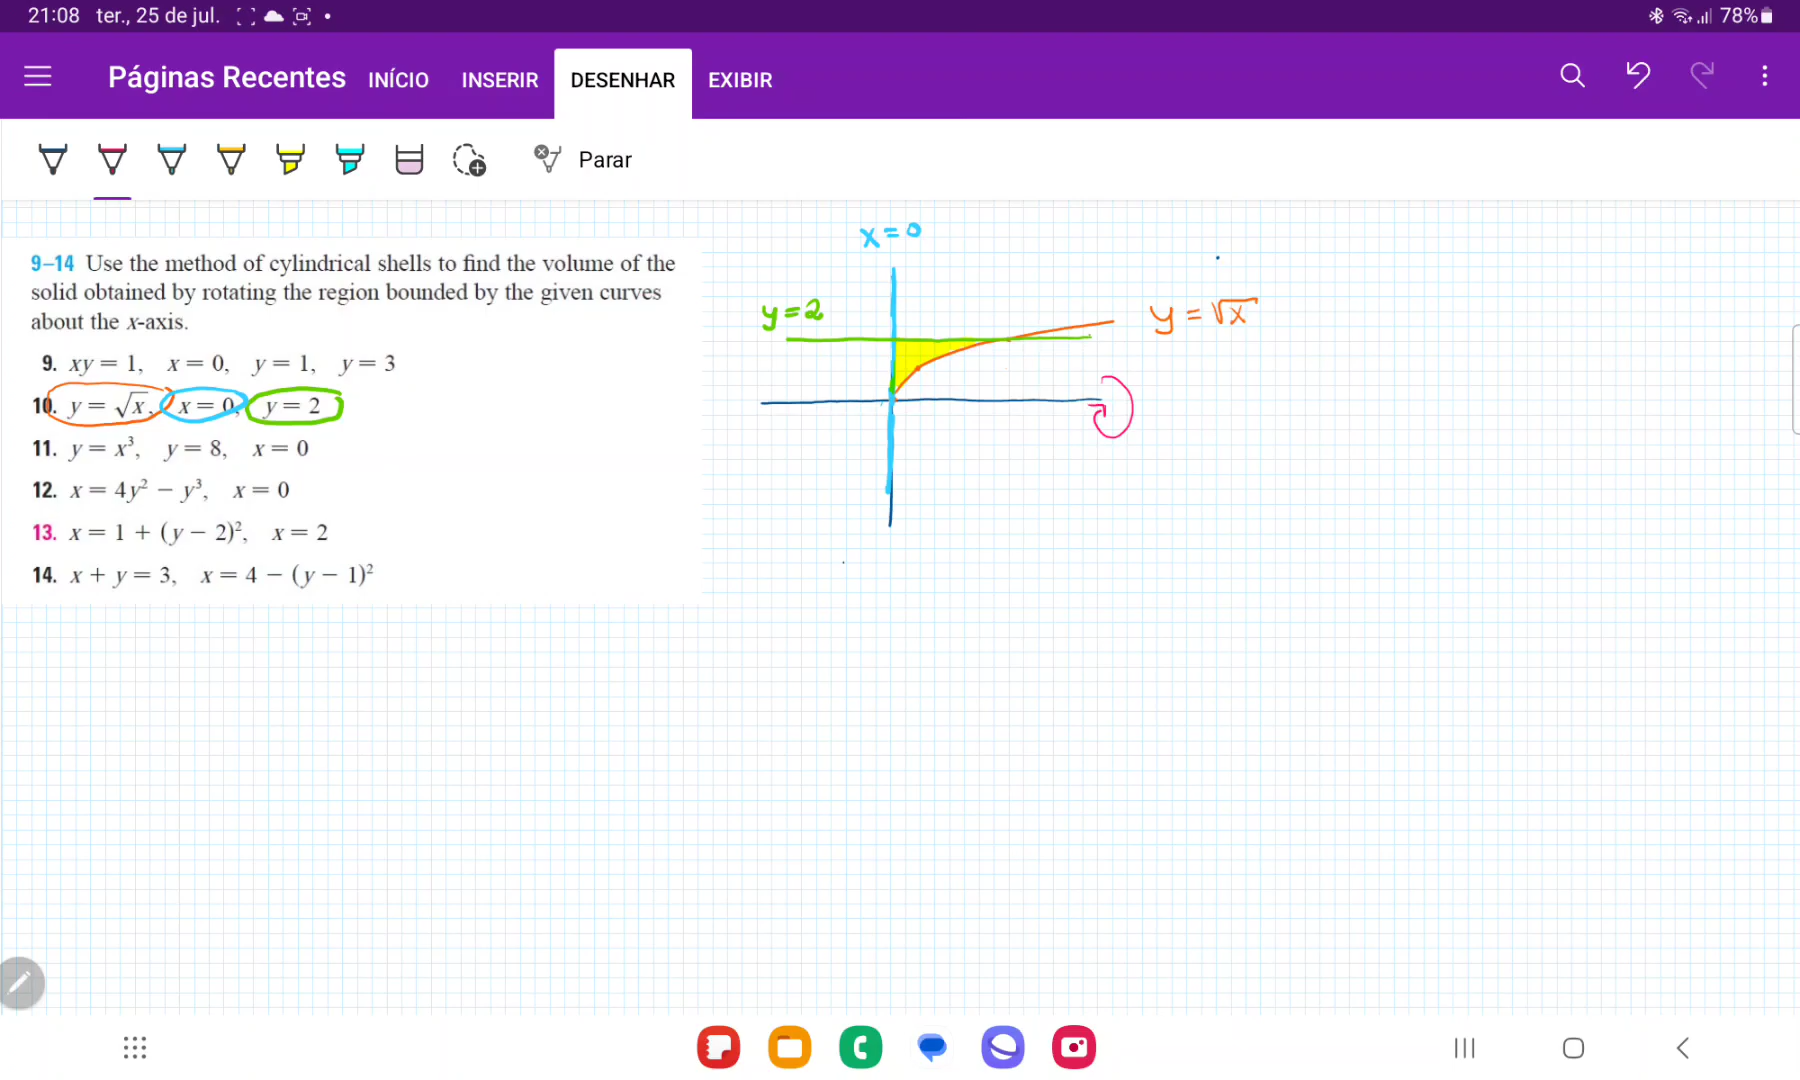 21:08 ter., 25 de jul. 78%
Páginas Recentes INÍCIO INSERIR DESENHAR EXIBIR
Parar
9–14 Use the method of cylindrical shells to find the volume of the
solid obtained by rotating the region bounded by the given curves
about the x-axis.
9. xy = 1, x = 0, y = 1, y = 3
10. y = √x, x = 0, y = 2
11. y = x³, y = 8, x = 0
12. x = 4y² − y³, x = 0
13. x = 1 + (y − 2)², x = 2
14. x + y = 3, x = 4 − (y − 1)²
x = 0
y = 2
y = √x